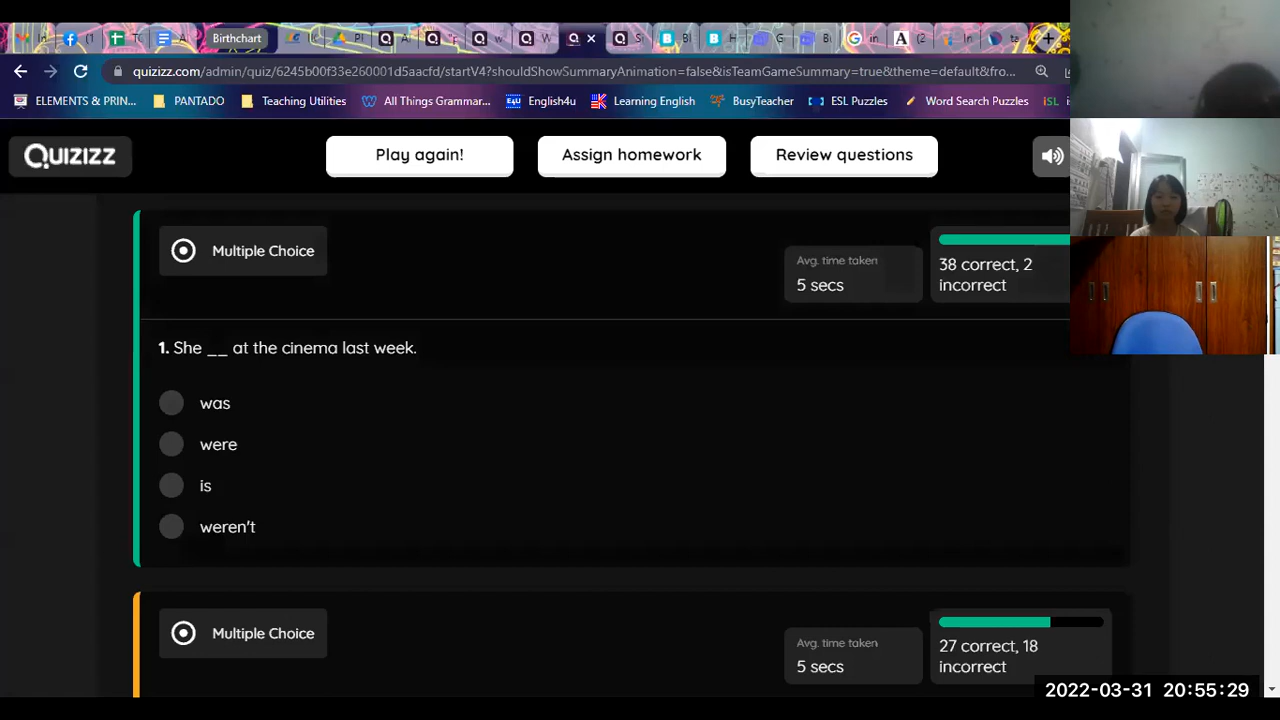 Birthchart
quizizz.com/admin/quiz/6245b00f33e260001d5aacfd/startV4?shouldShowSummaryAnimation=false&isTeamGameSummary=true&theme=default&fro...
ELEMENTS & PRIN... PANTADO Teaching Utilities All Things Grammar... English4u Learning English BusyTeacher ESL Puzzles Word Search Puzzles
Quizizz Play again! Assign homework Review questions
Multiple Choice
Avg. time taken
5 secs
38 correct, 2
incorrect
1. She __ at the cinema last week.
was
were
is
weren't
Multiple Choice
Avg. time taken
5 secs
27 correct, 18
incorrect
2022-03-31 20:55:29